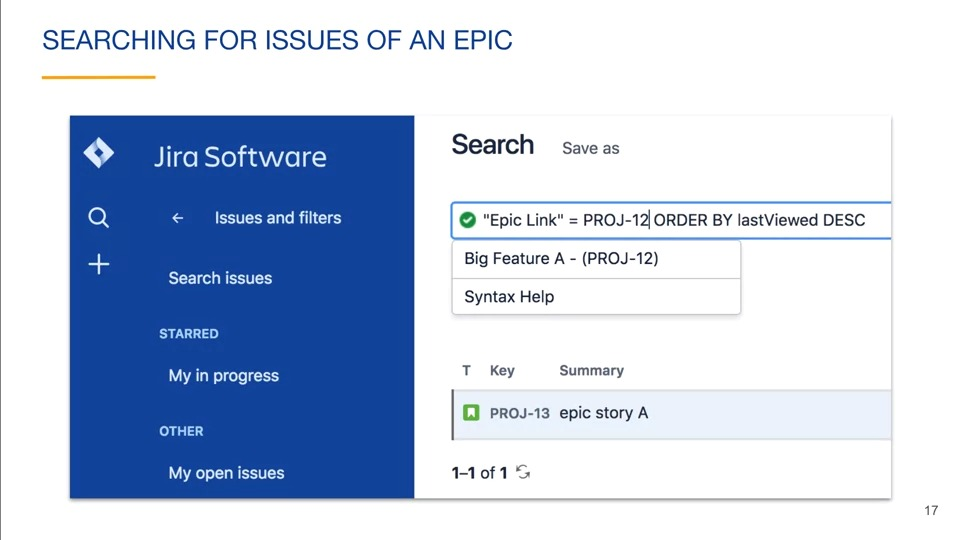 SEARCHING FOR ISSUES OF AN EPIC
Jira Software
Issues and filters
Search issues
STARRED
My in progress
OTHER
My open issues
Search Save as
"Epic Link" = PROJ-12 ORDER BY lastViewed DESC
Big Feature A - (PROJ-12)
Syntax Help
T Key Summary
PROJ-13 epic story A
1–1 of 1
17